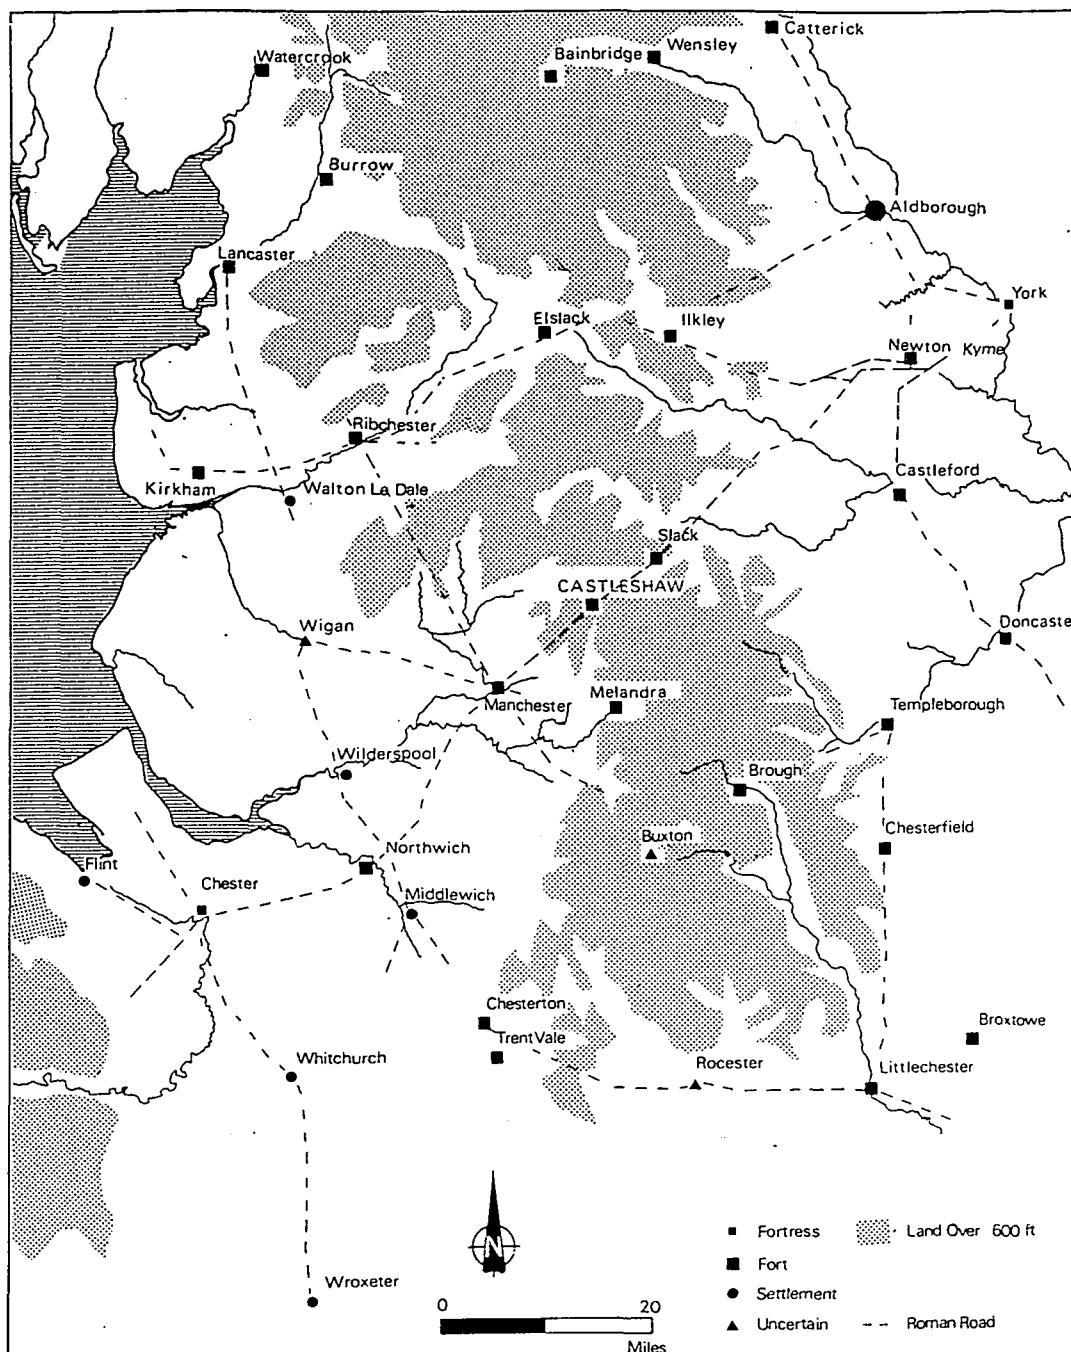 Catterick
Wensley
Bainbridge
Watercrook
Burrow
Aldborough
Lancaster
York
Elslack
Ilkley
Newton Kyme
Ribchester
Castleford
Kirkham
Walton Le Dale
Slack
CASTLESHAW
Wigan
Doncaster
Melandra
Manchester
Templeborough
Wilderspool
Brough
Buxton
Chesterfield
Northwich
Flint
Chester
Middlewich
Chesterton
Trent Vale
Broxtowe
Rocester
Whitchurch
Littlechester
N
Wroxeter
0 20
Miles
Fortress
Fort
Settlement
Uncertain
Land Over 600 ft
Roman Road